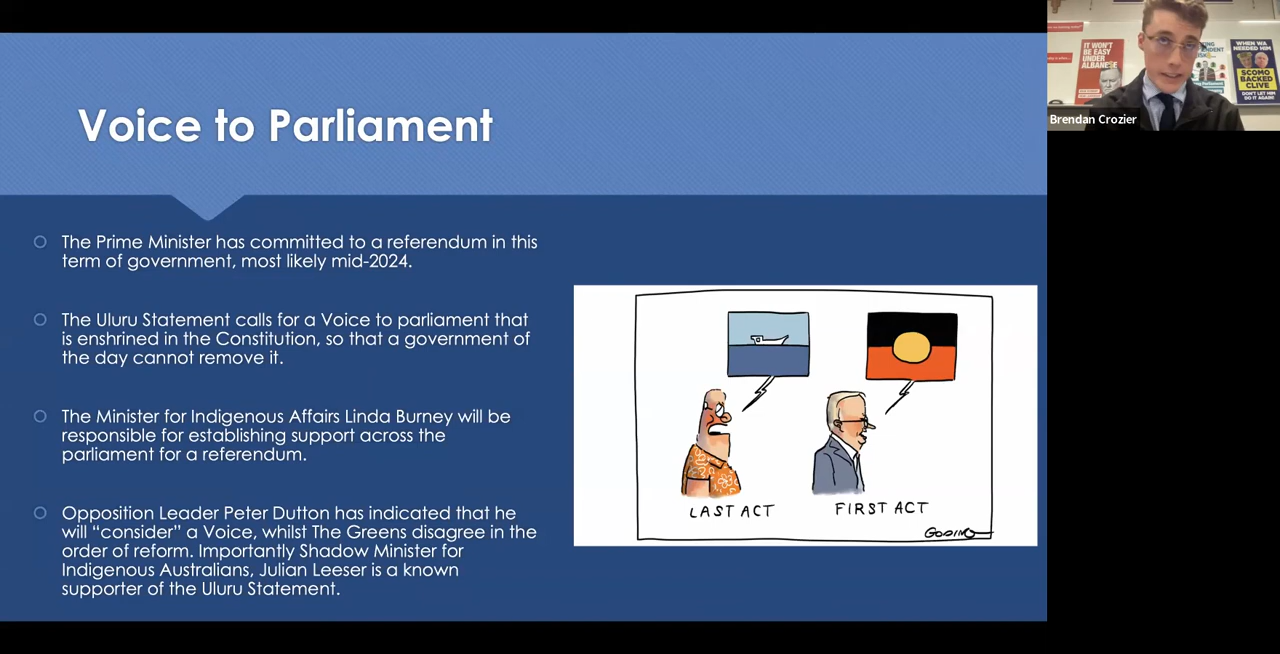 Voice to Parliament
The Prime Minister has committed to a referendum in this
term of government, most likely mid-2024.
The Uluru Statement calls for a Voice to parliament that
is enshrined in the Constitution, so that a government of
the day cannot remove it.
The Minister for Indigenous Affairs Linda Burney will be
responsible for establishing support across the
parliament for a referendum.
Opposition Leader Peter Dutton has indicated that he
will “consider” a Voice, whilst The Greens disagree in the
order of reform. Importantly Shadow Minister for
Indigenous Australians, Julian Leeser is a known
supporter of the Uluru Statement.
LAST ACT
FIRST ACT
IT WON'T
BE EASY
UNDER
ALBANESE
WHEN WA
NEEDED HIM
SCOMO
BACKED
CLIVE
DON'T LET HIM
DO IT AGAIN!
Brendan Crozier